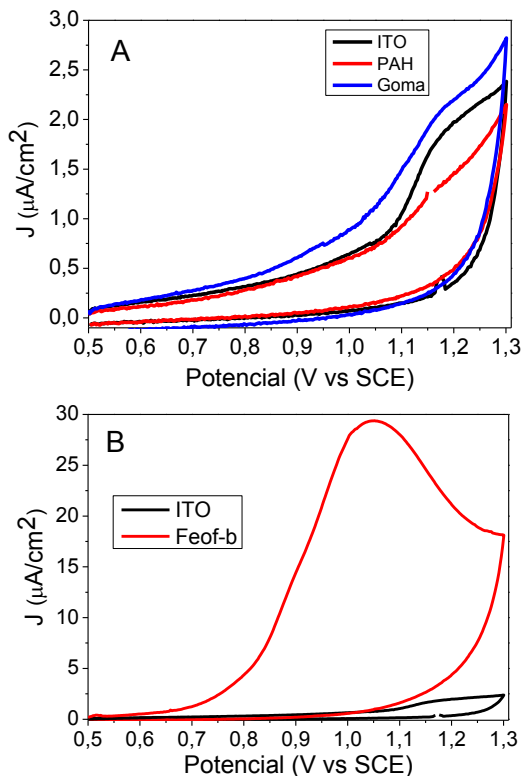 A
ITO
PAH
Goma
J (µA/cm²)
3,0
2,5
2,0
1,5
1,0
0,5
0,0
0,5 0,6 0,7 0,8 0,9 1,0 1,1 1,2 1,3
Potencial (V vs SCE)
B
ITO
Feof-b
J (µA/cm²)
30
25
20
15
10
5
0
0,5 0,6 0,7 0,8 0,9 1,0 1,1 1,2 1,3
Potencial (V vs SCE)